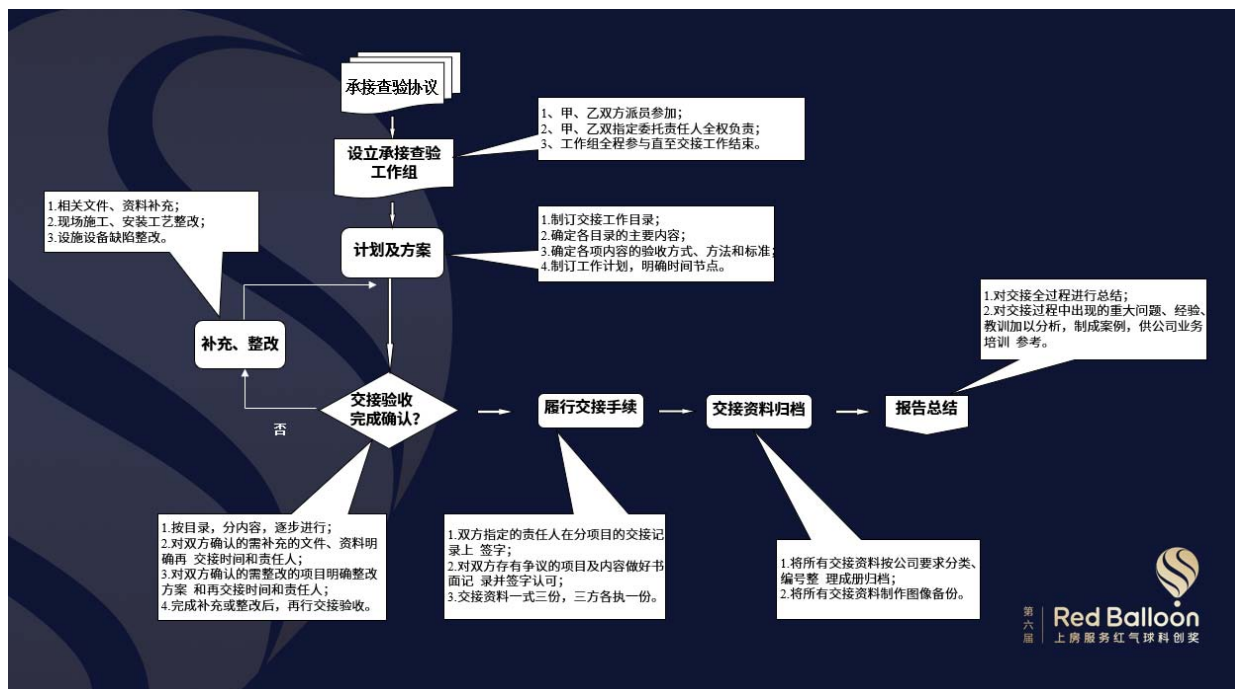 承接查验协议
1、甲、乙双方派员参加；
2、甲、乙双指定委托责任人全权负责；
3、工作组全程参与直至交接工作结束。
设立承接查验
工作组
1.相关文件、资料补充；
2.现场施工、安装工艺整改；
3.设施设备缺陷整改。
计划及方案
1.制订交接工作目录；
2.确定各目录的主要内容；
3.确定各项内容的验收方式、方法和标准；
4.制订工作计划，明确时间节点。
补充、整改
1.对交接全过程进行总结；
2.对交接过程中出现的重大问题、经验、
教训加以分析，制成案例，供公司业务
培训 参考。
交接验收
完成确认？
否
履行交接手续
交接资料归档
报告总结
1.按目录，分内容，逐步进行；
2.对双方确认的需补充的文件、资料明
确再 交接时间和责任人；
3.对双方确认的需整改的项目明确整改
方案 和再交接时间和责任人；
4.完成补充或整改后，再行交接验收。
1.双方指定的责任人在分项目的交接记
录上 签字；
2.对双方存有争议的项目及内容做好书
面记 录并签字认可；
3.交接资料一式三份，三方各执一份。
1.将所有交接资料按公司要求分类、
编号整 理成册归档；
2.将所有交接资料制作图像备份。
第六届
Red Balloon
上房服务红气球科创奖